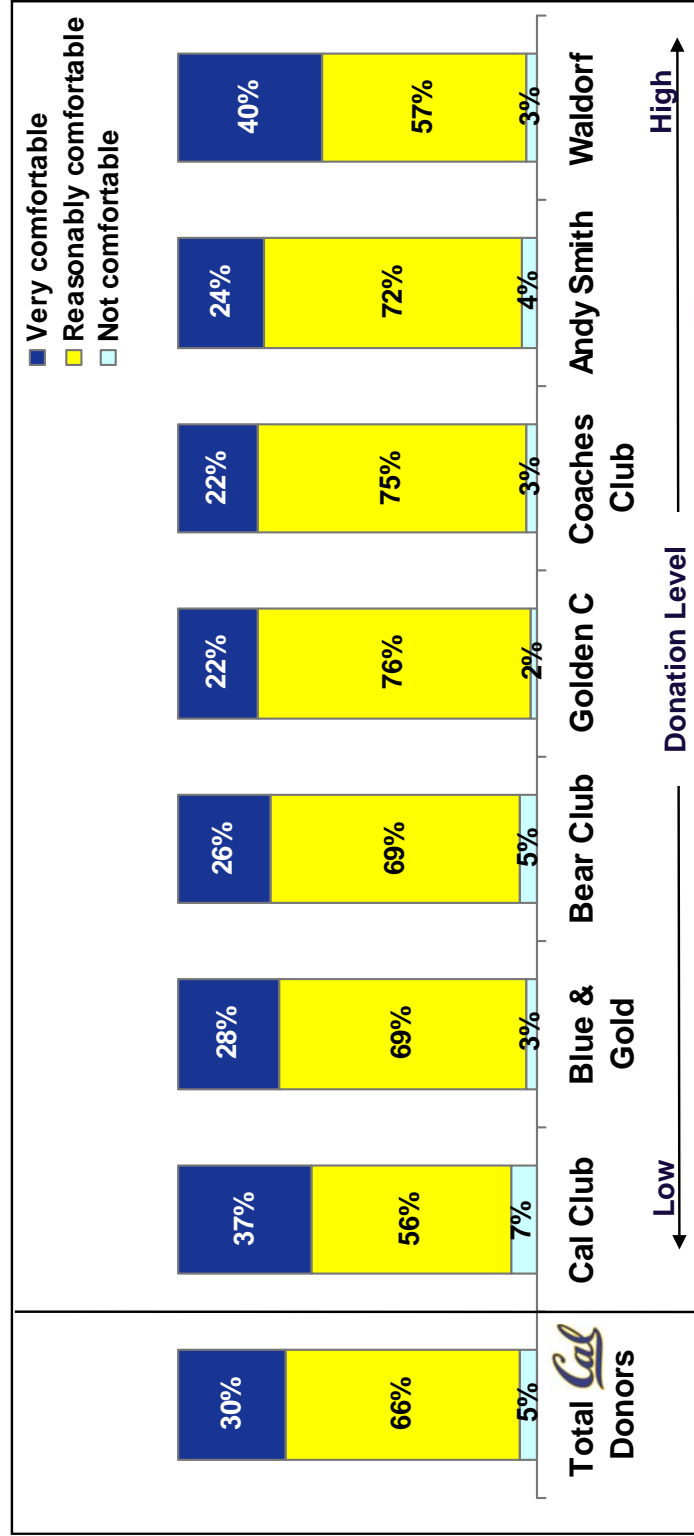 Very comfortable
Reasonably comfortable
Not comfortable
30%
37%
28%
26%
22%
22%
24%
40%
66%
56%
69%
69%
76%
75%
72%
57%
5%
7%
3%
5%
2%
3%
4%
3%
Total Cal
Donors
Cal Club
Blue &
Gold
Bear Club
Golden C
Coaches
Club
Andy Smith
Waldorf
Low
Donation Level
High